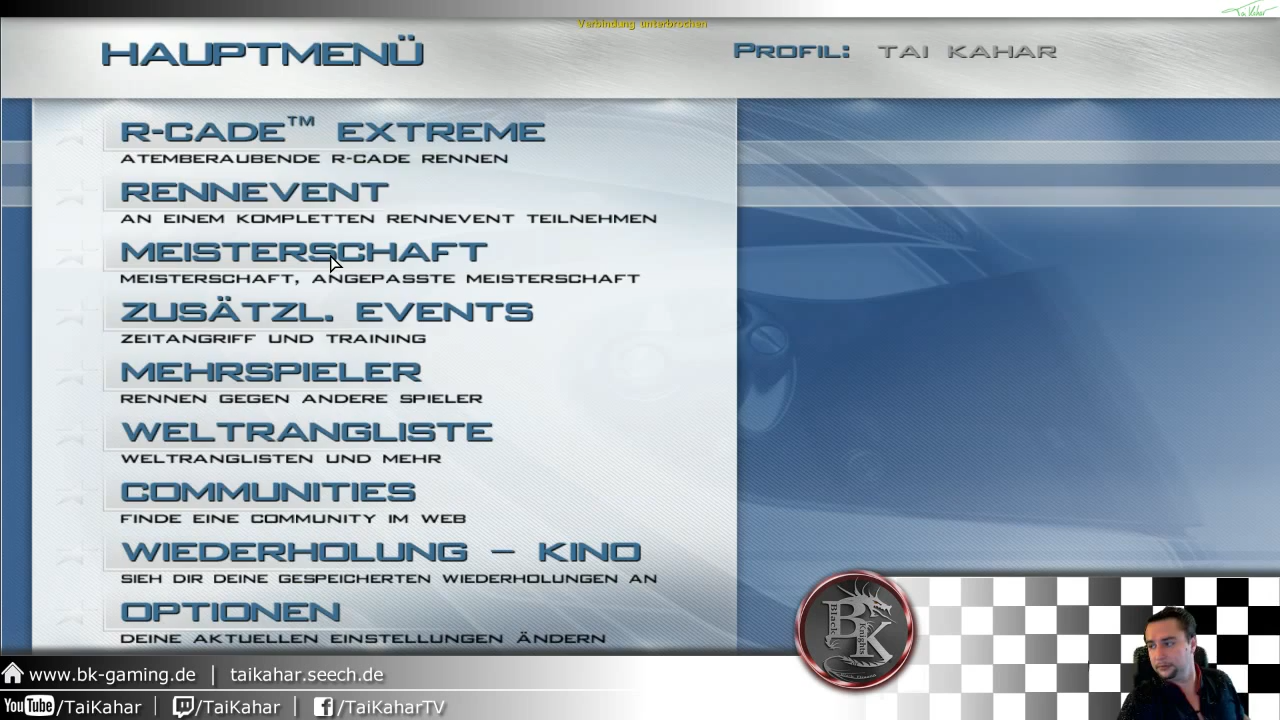 Tai Kahar
Verbindung unterbrochen
HAUPTMENÜ
PROFIL: TAI KAHAR
R-CADE™ EXTREME
ATEMBERAUBENDE R-CADE RENNEN
RENNEVENT
AN EINEM KOMPLETTEN RENNEVENT TEILNEHMEN
MEISTERSCHAFT
MEISTERSCHAFT, ANGEPASSTE MEISTERSCHAFT
ZUSÄTZL. EVENTS
ZEITANGRIFF UND TRAINING
MEHRSPIELER
RENNEN GEGEN ANDERE SPIELER
WELTRANGLISTE
WELTRANGLISTEN UND MEHR
COMMUNITIES
FINDE EINE COMMUNITY IM WEB
WIEDERHOLUNG – KINO
SIEH DIR DEINE GESPEICHERTEN WIEDERHOLUNGEN AN
OPTIONEN
DEINE AKTUELLEN EINSTELLUNGEN ÄNDERN
BK
Black Knights
www.bk-gaming.de | taikahar.seech.de
YouTube/TaiKahar | /TaiKahar | f/TaiKaharTV